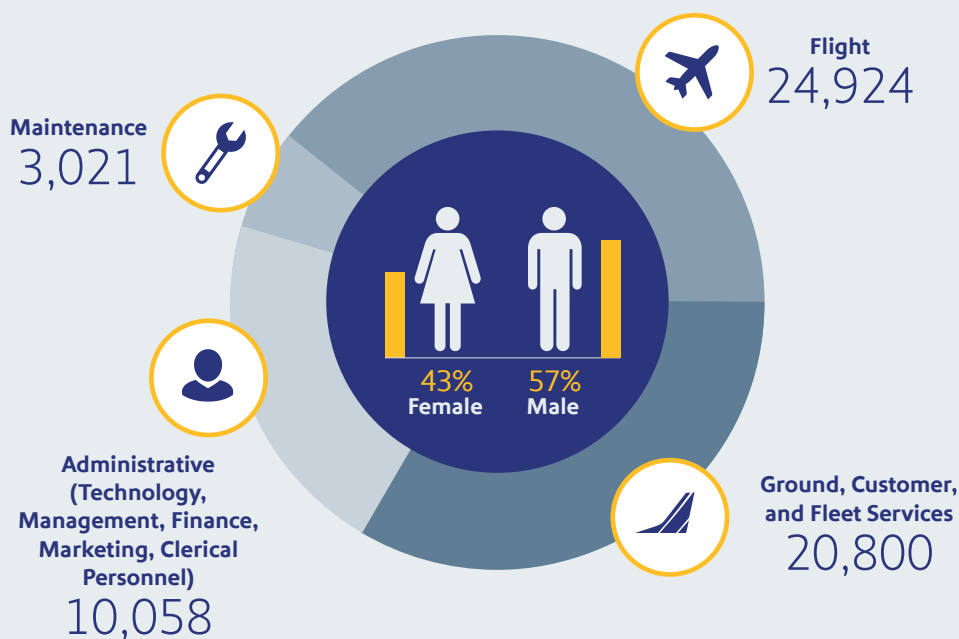 Flight
24,924
Maintenance
3,021
43%
Female
57%
Male
Administrative
(Technology,
Management, Finance,
Marketing, Clerical
Personnel)
10,058
Ground, Customer,
and Fleet Services
20,800